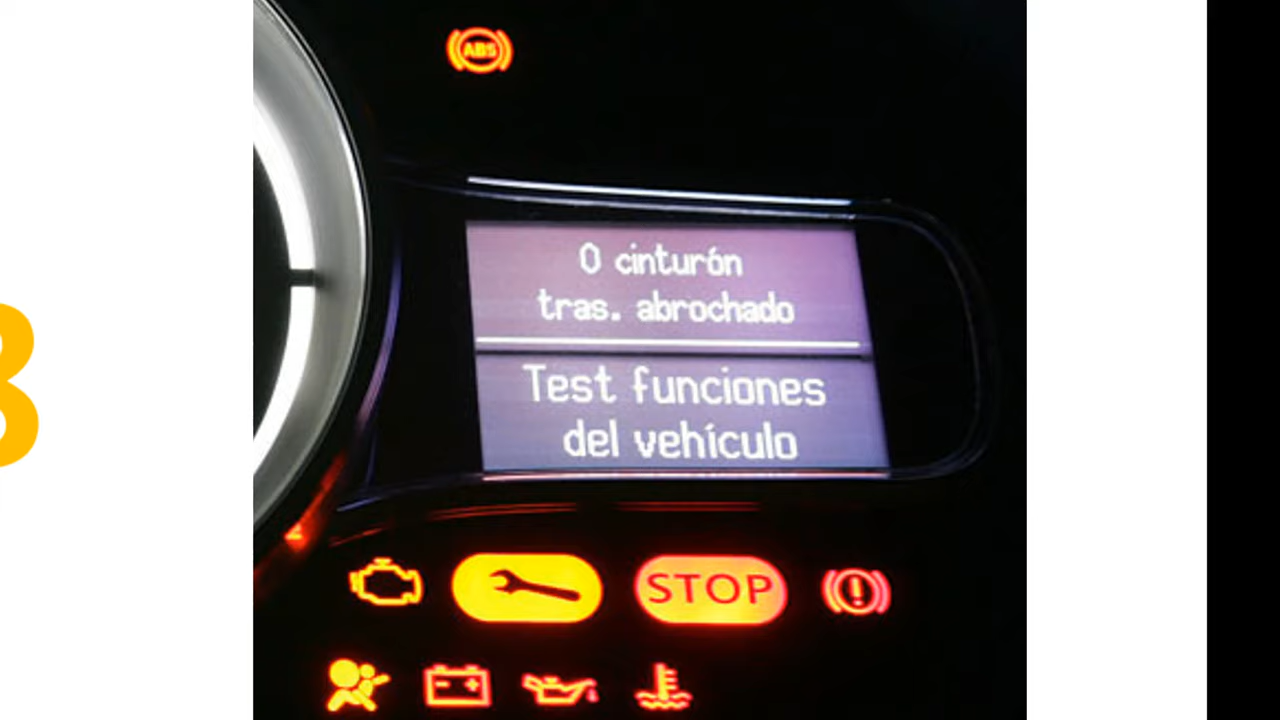 ABS
0 cinturón
tras. abrochado
Test funciones
del vehículo
STOP